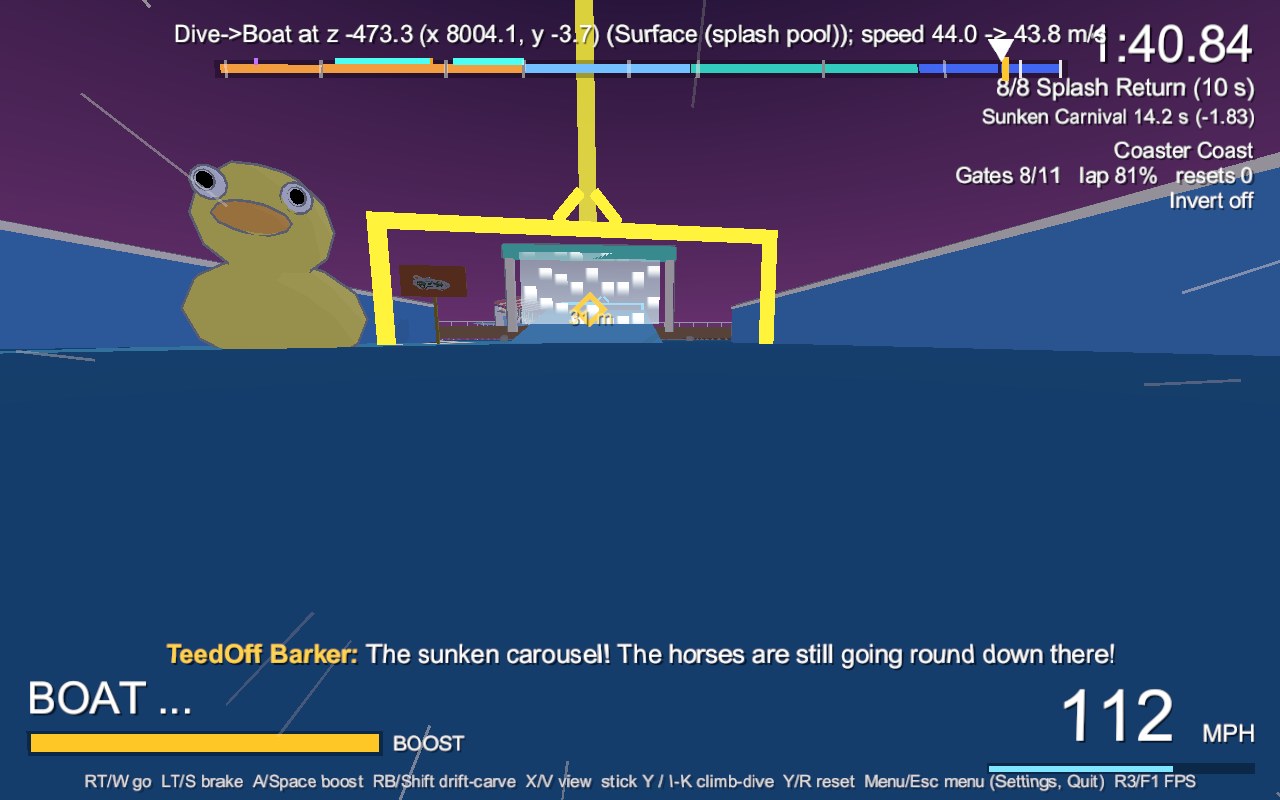 Dive->Boat at z -473.3 (x 8004.1, y -3.7) (Surface (splash pool)); speed 44.0 -> 43.8 m/s
1:40.84
8/8 Splash Return (10 s)
Sunken Carnival 14.2 s (-1.83)
Coaster Coast
Gates 8/11 lap 81% resets 0
Invert off
31 m
TeedOff Barker: The sunken carousel! The horses are still going round down there!
BOAT ...
BOOST
112 MPH
RT/W go LT/S brake A/Space boost RB/Shift drift-carve X/V view stick Y / I-K climb-dive Y/R reset Menu/Esc menu (Settings, Quit) R3/F1 FPS